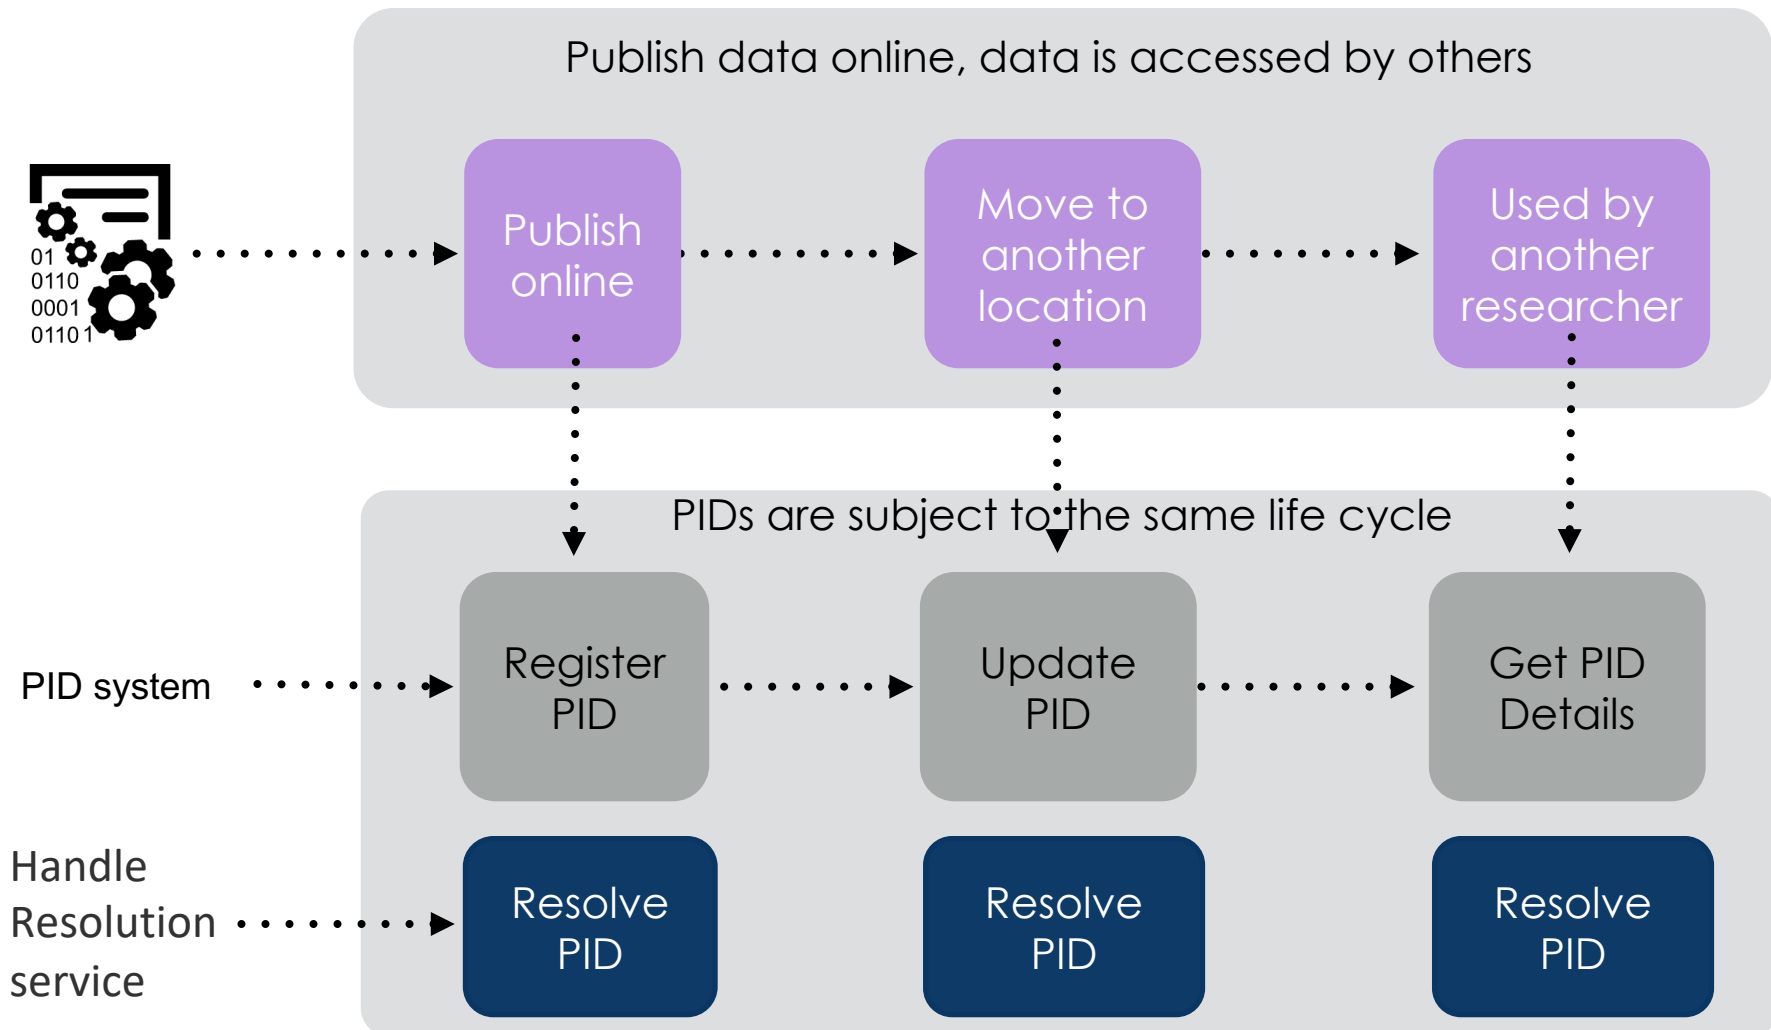 Publish data online, data is accessed by others
Publish
online
Move to
another
location
Used by
another
researcher
01
0110
0001
01101
PIDs are subject to the same life cycle
PID system
Register
PID
Update
PID
Get PID
Details
Handle
Resolution
service
Resolve
PID
Resolve
PID
Resolve
PID